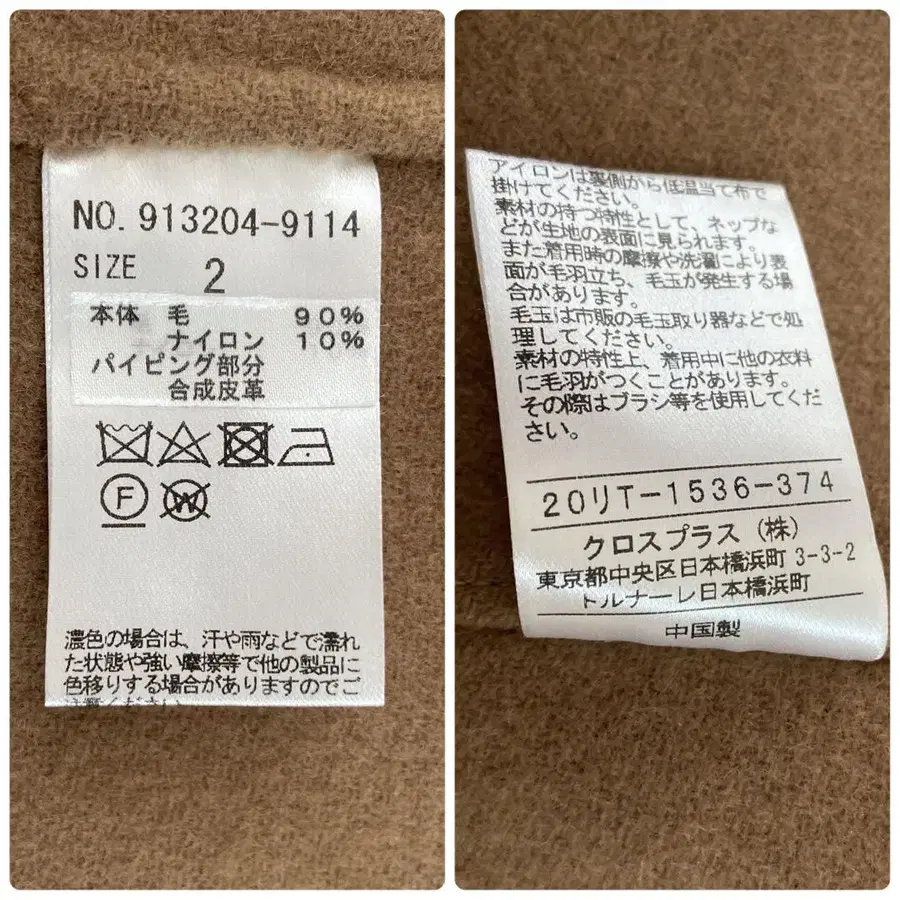 NO. 913204-9114
SIZE 2
本体 毛 90%
ナイロン 10%
パイピング部分
合成皮革
F
W
濃色の場合は、汗や雨などで濡れ
た状態や強い摩擦等で他の製品に
色移りする場合がありますのでご
アイロンは裏側から低温当て布で
掛けてください。
素材の持つ特性として、ネップな
どが生地の表面に見られます。
また着用時の摩擦や洗濯により表
面が毛羽立ち、毛玉が発生する場
合があります。
毛玉は市販の毛玉取り器などで処
理してください。
素材の特性上、着用中に他の衣料
に毛羽がつくことがあります。
その際はブラシ等を使用してくだ
さい。
20リT-1536-374
クロスプラス (株)
東京都中央区日本橋浜町 3-3-2
トルナーレ日本橋浜町
中国製